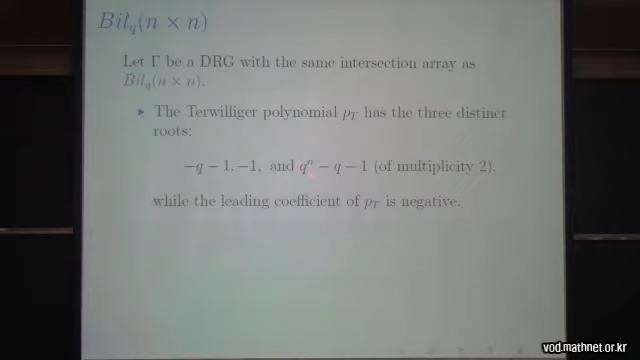 Bil_q(n × n)
Let Γ be a DRG with the same intersection array as
Bil_q(n × n).
▸ The Terwilliger polynomial p_T has the three distinct
roots:
−q − 1, −1, and q^n − q − 1 (of multiplicity 2).
while the leading coefficient of p_T is negative.
vod.mathnet.or.kr